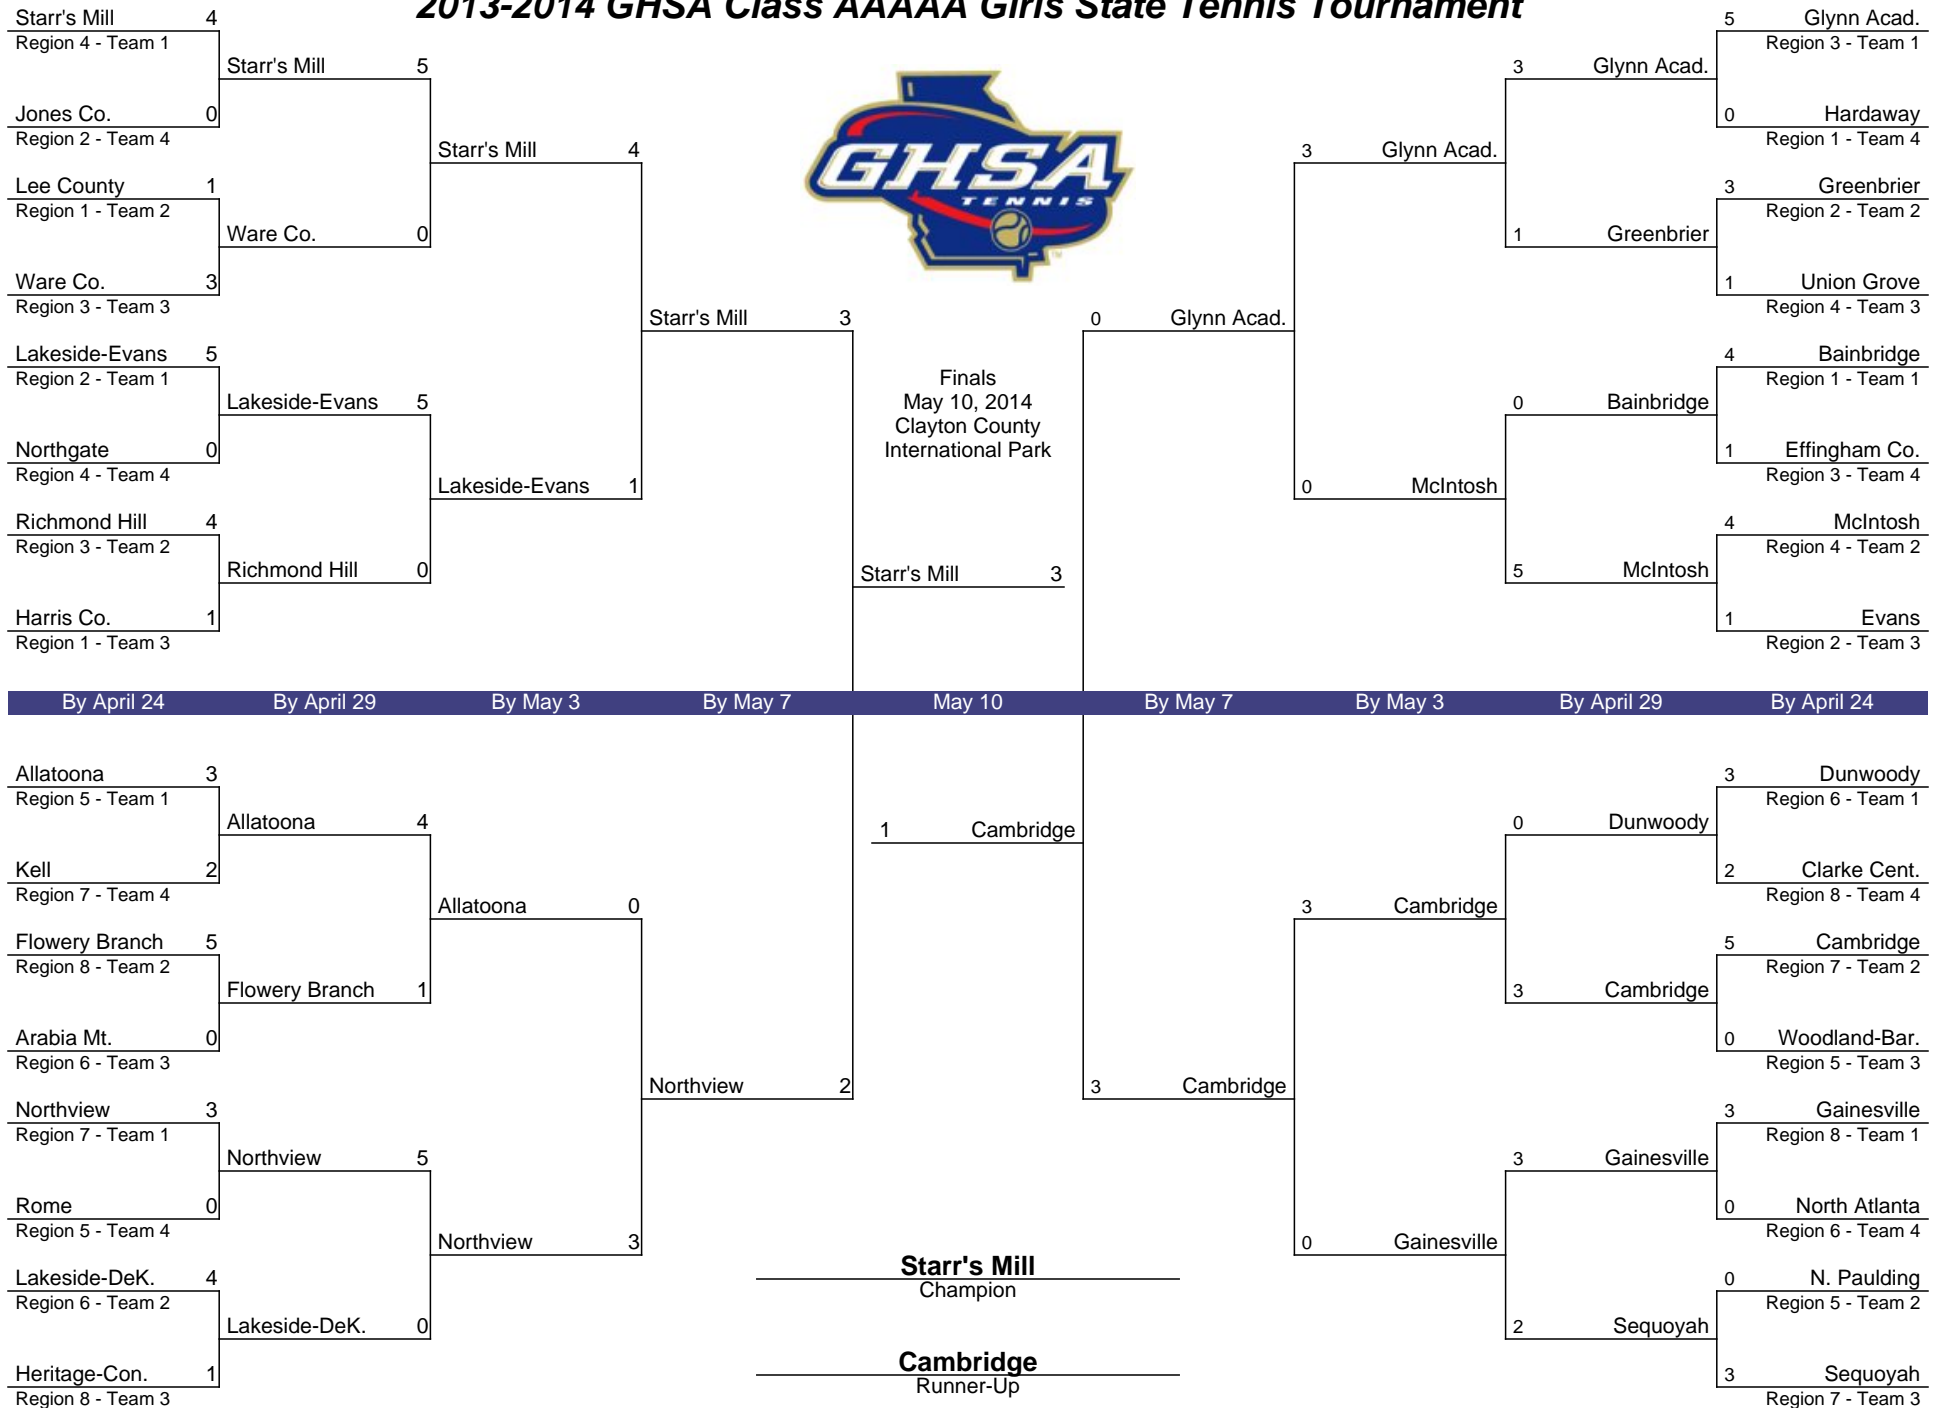 2013-2014 GHSA Class AAAAA Girls State Tennis Tournament
Starr's Mill 4
Region 4 - Team 1
Jones Co. 0
Region 2 - Team 4
Lee County 1
Region 1 - Team 2
Ware Co. 3
Region 3 - Team 3
Lakeside-Evans 5
Region 2 - Team 1
Northgate 0
Region 4 - Team 4
Richmond Hill 4
Region 3 - Team 2
Harris Co. 1
Region 1 - Team 3
Starr's Mill 5
Ware Co. 0
Lakeside-Evans 5
Richmond Hill 0
Starr's Mill 4
Lakeside-Evans 1
Starr's Mill 3
GHSA
TENNIS
TM
Finals
May 10, 2014
Clayton County
International Park
Starr's Mill 3
0 Glynn Acad.
3 Glynn Acad.
0 McIntosh
3 Glynn Acad.
1 Greenbrier
0 Bainbridge
5 McIntosh
5 Glynn Acad.
Region 3 - Team 1
0 Hardaway
Region 1 - Team 4
3 Greenbrier
Region 2 - Team 2
1 Union Grove
Region 4 - Team 3
4 Bainbridge
Region 1 - Team 1
1 Effingham Co.
Region 3 - Team 4
4 McIntosh
Region 4 - Team 2
1 Evans
Region 2 - Team 3
By April 24 By April 29 By May 3 By May 7 May 10 By May 7 By May 3 By April 29 By April 24
Allatoona 3
Region 5 - Team 1
Kell 2
Region 7 - Team 4
Flowery Branch 5
Region 8 - Team 2
Arabia Mt. 0
Region 6 - Team 3
Northview 3
Region 7 - Team 1
Rome 0
Region 5 - Team 4
Lakeside-DeK. 4
Region 6 - Team 2
Heritage-Con. 1
Region 8 - Team 3
Allatoona 4
Flowery Branch 1
Northview 5
Lakeside-DeK. 0
Allatoona 0
Northview 3
Northview 2
1 Cambridge
3 Cambridge
3 Cambridge
0 Gainesville
0 Dunwoody
3 Cambridge
3 Gainesville
2 Sequoyah
3 Dunwoody
Region 6 - Team 1
2 Clarke Cent.
Region 8 - Team 4
5 Cambridge
Region 7 - Team 2
0 Woodland-Bar.
Region 5 - Team 3
3 Gainesville
Region 8 - Team 1
0 North Atlanta
Region 6 - Team 4
0 N. Paulding
Region 5 - Team 2
3 Sequoyah
Region 7 - Team 3
Starr's Mill
Champion
Cambridge
Runner-Up